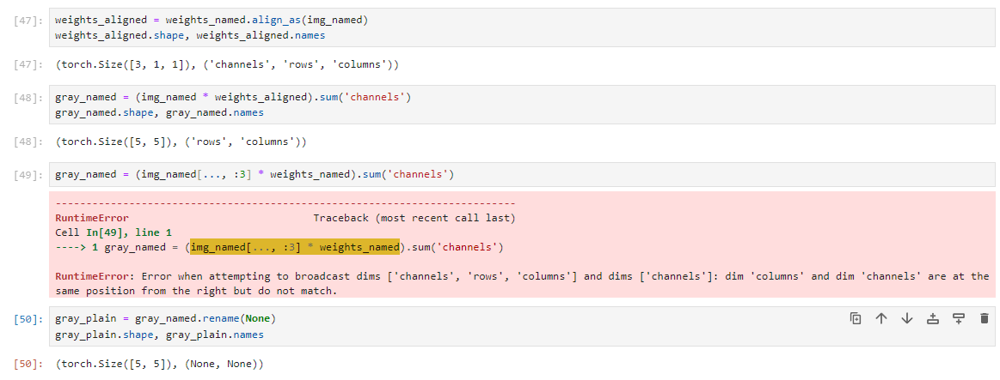 [47]: weights_aligned = weights_named.align_as(img_named)
weights_aligned.shape, weights_aligned.names
[47]: (torch.Size([3, 1, 1]), ('channels', 'rows', 'columns'))
[48]: gray_named = (img_named * weights_aligned).sum('channels')
gray_named.shape, gray_named.names
[48]: (torch.Size([5, 5]), ('rows', 'columns'))
[49]: gray_named = (img_named[..., :3] * weights_named).sum('channels')
---------------------------------------------------------------------------
RuntimeError                              Traceback (most recent call last)
Cell In[49], line 1
----> 1 gray_named = (img_named[..., :3] * weights_named).sum('channels')
RuntimeError: Error when attempting to broadcast dims ['channels', 'rows', 'columns'] and dims ['channels']: dim 'columns' and dim 'channels' are at the
same position from the right but do not match.
[50]: gray_plain = gray_named.rename(None)
gray_plain.shape, gray_plain.names
[50]: (torch.Size([5, 5]), (None, None))